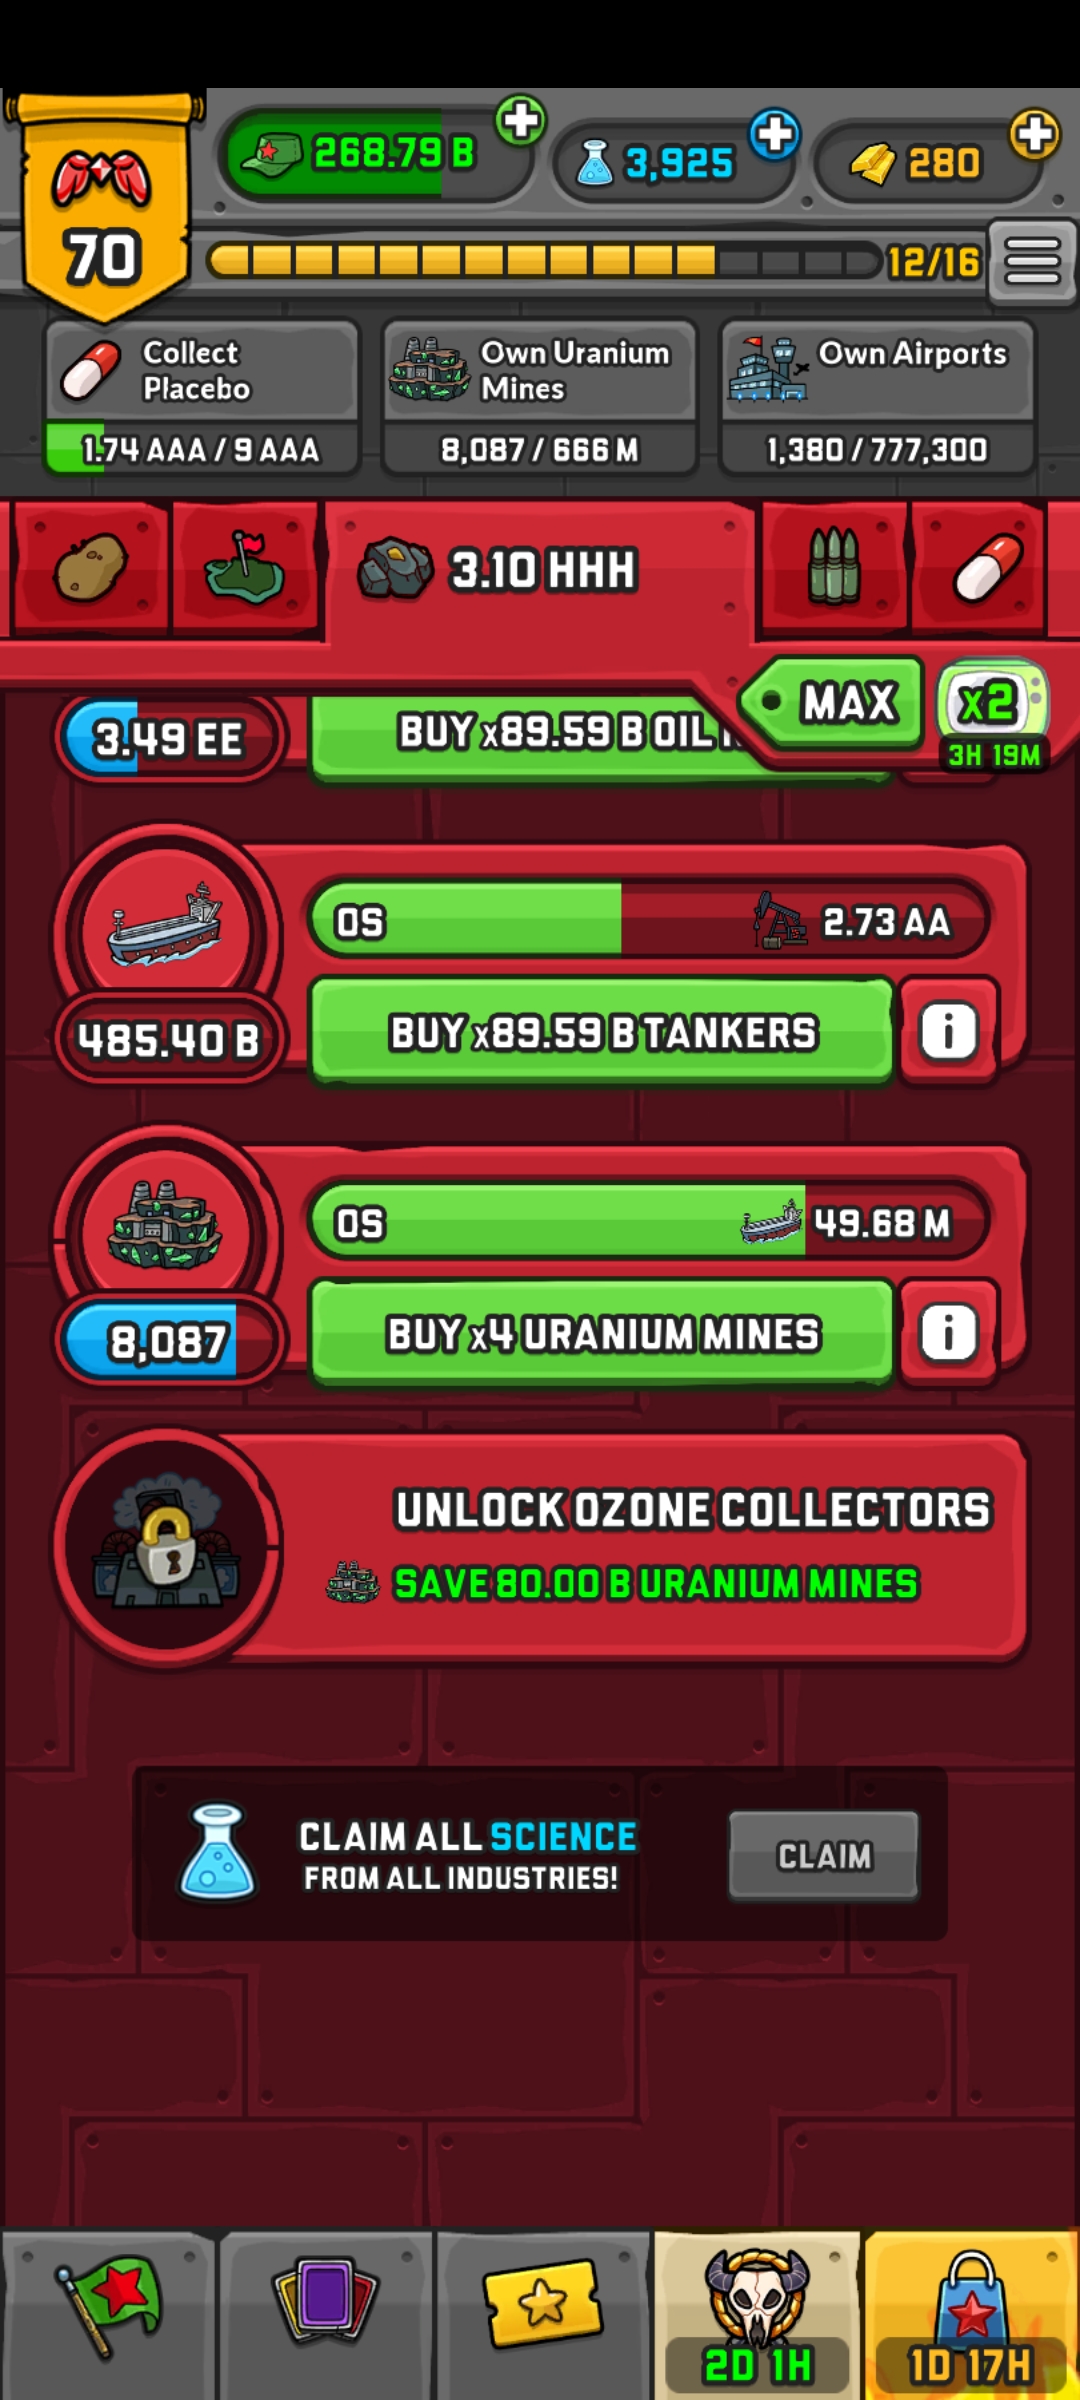 268.79 B
3,925
280
70
12/16
Collect
Placebo
1.74 AAA / 9 AAA
Own Uranium
Mines
8,087 / 666 M
Own Airports
1,380 / 777,300
3.10 HHH
MAX
x2
3H 19M
3.49 EE
BUY x89.59 B OIL
0S
2.73 AA
485.40 B
BUY x89.59 B TANKERS
i
0S
49.68 M
8,087
BUY x4 URANIUM MINES
i
UNLOCK OZONE COLLECTORS
SAVE 80.00 B URANIUM MINES
CLAIM ALL SCIENCE
FROM ALL INDUSTRIES!
CLAIM
2D 1H
1D 17H